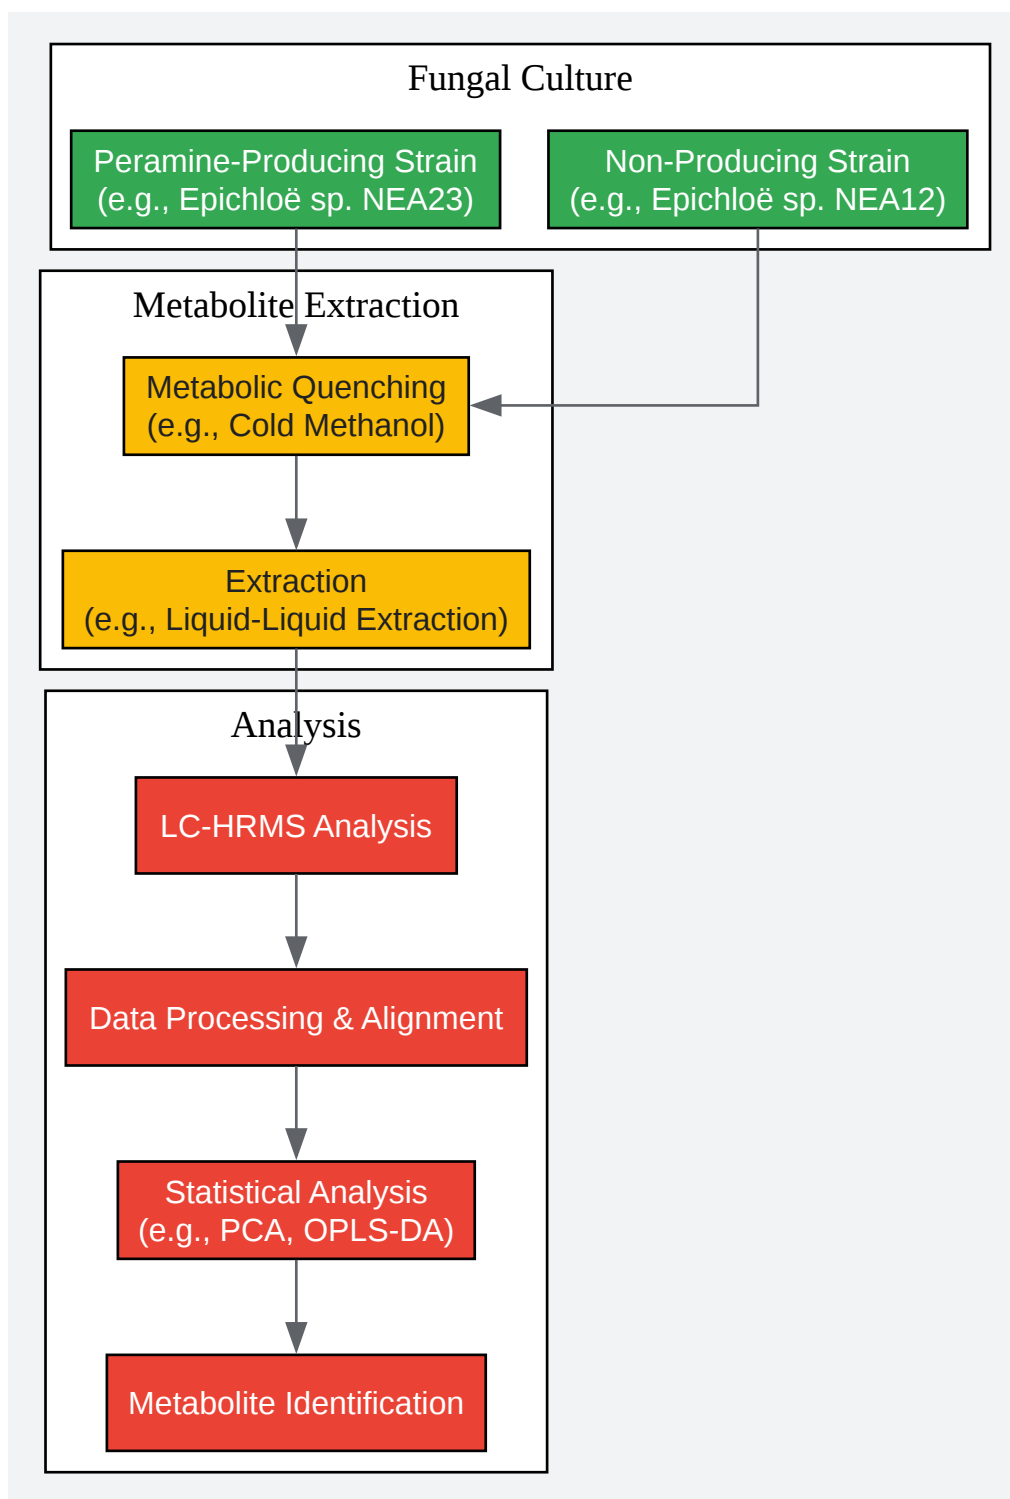 Fungal Culture
Peramine-Producing Strain
(e.g., Epichloë sp. NEA23)
Non-Producing Strain
(e.g., Epichloë sp. NEA12)
Metabolite Extraction
Metabolic Quenching
(e.g., Cold Methanol)
Extraction
(e.g., Liquid-Liquid Extraction)
Analysis
LC-HRMS Analysis
Data Processing & Alignment
Statistical Analysis
(e.g., PCA, OPLS-DA)
Metabolite Identification